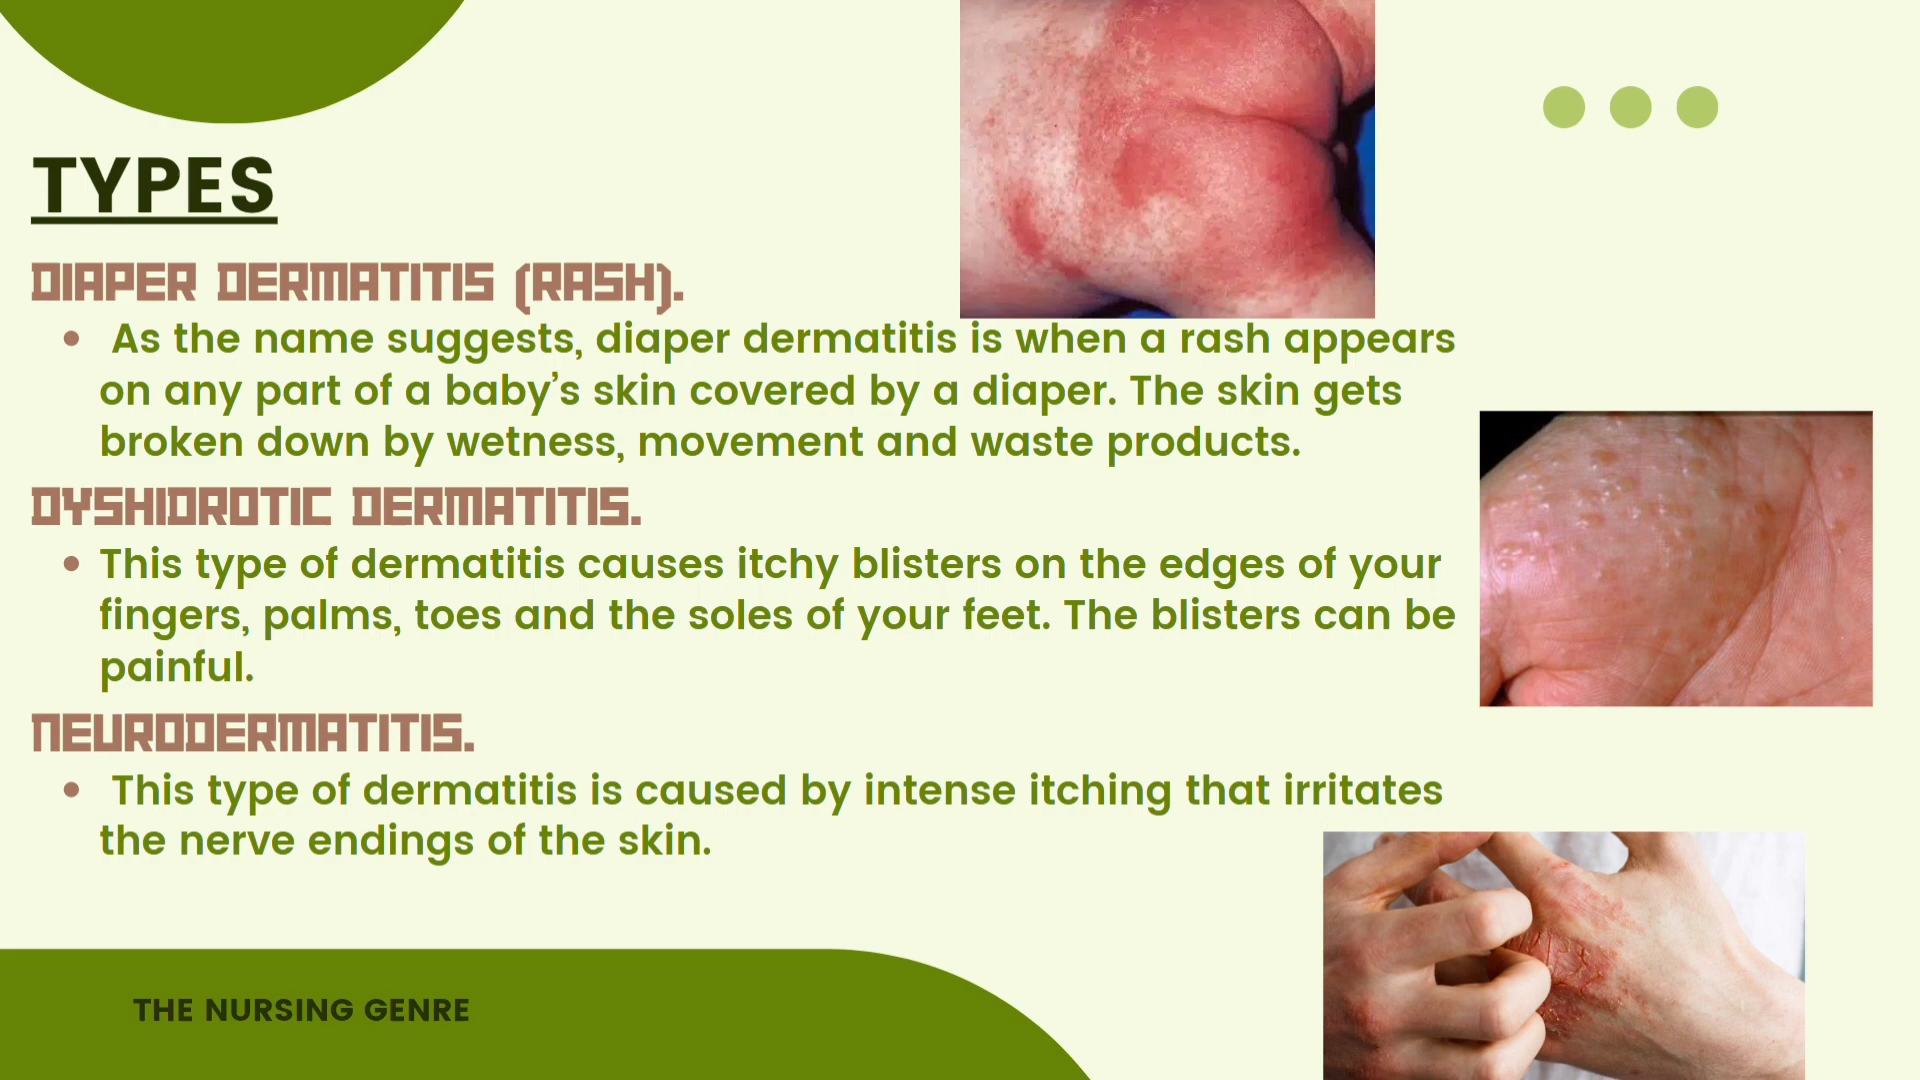 TYPES
DIAPER DERMATITIS (RASH).
• As the name suggests, diaper dermatitis is when a rash appears
on any part of a baby’s skin covered by a diaper. The skin gets
broken down by wetness, movement and waste products.
DYSHIDROTIC DERMATITIS.
• This type of dermatitis causes itchy blisters on the edges of your
fingers, palms, toes and the soles of your feet. The blisters can be
painful.
NEURODERMATITIS.
• This type of dermatitis is caused by intense itching that irritates
the nerve endings of the skin.
THE NURSING GENRE